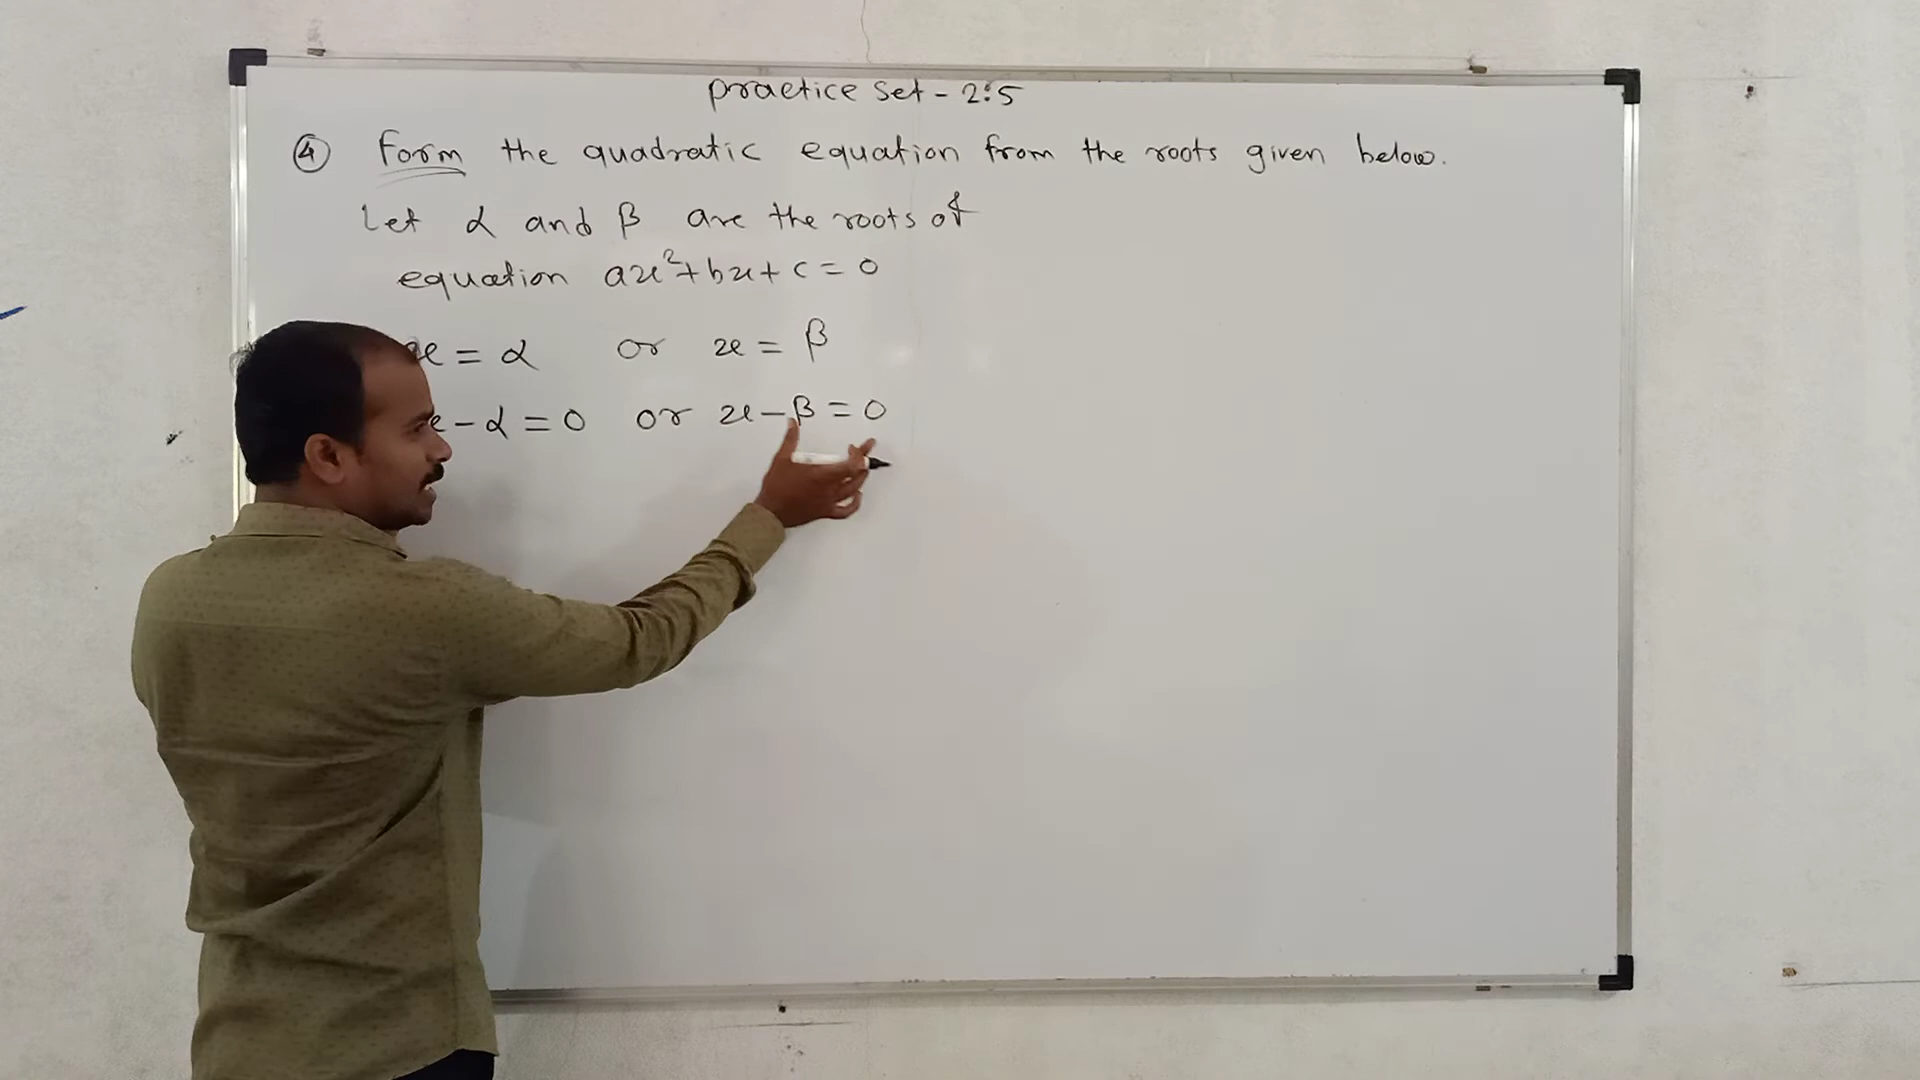 practice Set - 2.5
④ Form the quadratic equation from the roots given below.
Let α and β are the roots of
equation ax²+bx+c=0
x = α or x = β
x-α=0 or x-β=0